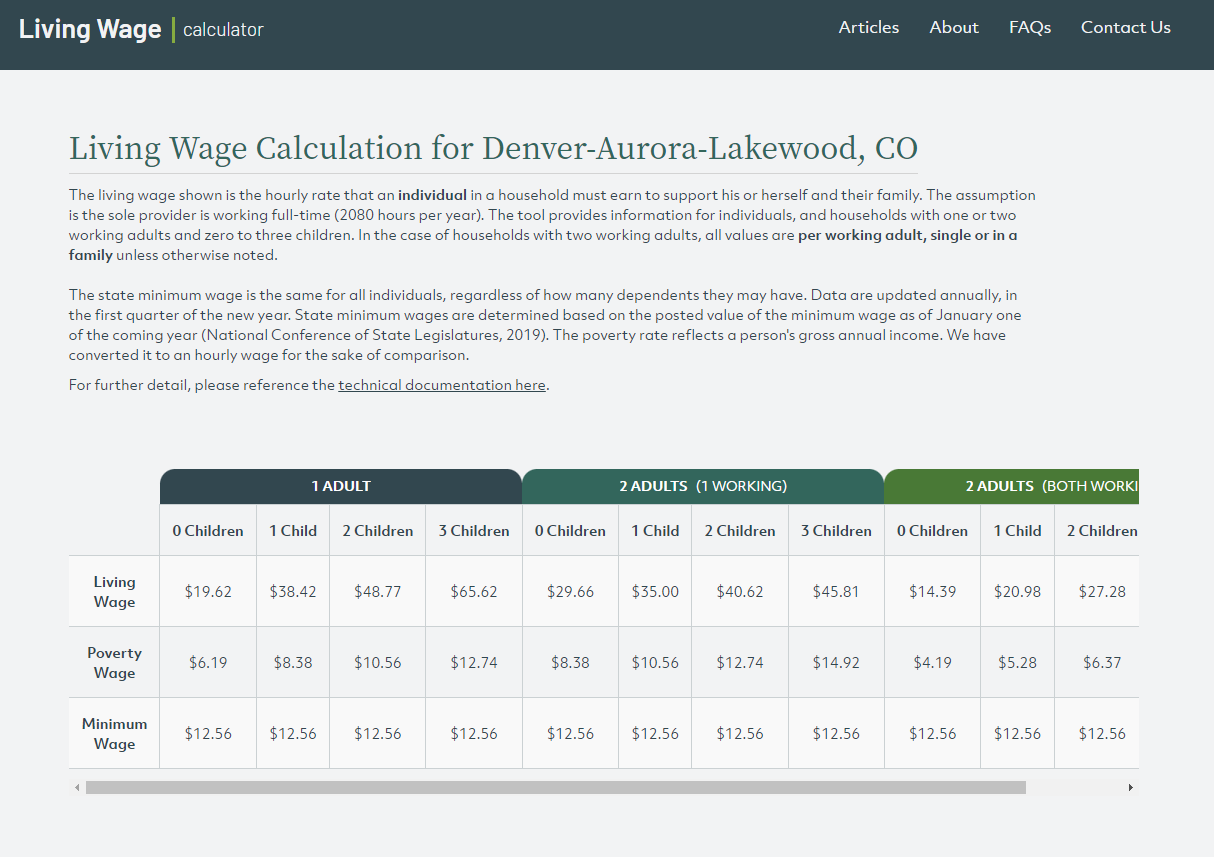 Living Wage | calculator
Articles About FAQs Contact Us
Living Wage Calculation for Denver-Aurora-Lakewood, CO
The living wage shown is the hourly rate that an individual in a household must earn to support his or herself and their family. The assumption
is the sole provider is working full-time (2080 hours per year). The tool provides information for individuals, and households with one or two
working adults and zero to three children. In the case of households with two working adults, all values are per working adult, single or in a
family unless otherwise noted.
The state minimum wage is the same for all individuals, regardless of how many dependents they may have. Data are updated annually, in
the first quarter of the new year. State minimum wages are determined based on the posted value of the minimum wage as of January one
of the coming year (National Conference of State Legislatures, 2019). The poverty rate reflects a person's gross annual income. We have
converted it to an hourly wage for the sake of comparison.
For further detail, please reference the technical documentation here.
1 ADULT 2 ADULTS (1 WORKING) 2 ADULTS (BOTH WORKI
0 Children 1 Child 2 Children 3 Children 0 Children 1 Child 2 Children 3 Children 0 Children 1 Child 2 Children
Living
Wage $19.62 $38.42 $48.77 $65.62 $29.66 $35.00 $40.62 $45.81 $14.39 $20.98 $27.28
Poverty
Wage $6.19 $8.38 $10.56 $12.74 $8.38 $10.56 $12.74 $14.92 $4.19 $5.28 $6.37
Minimum
Wage $12.56 $12.56 $12.56 $12.56 $12.56 $12.56 $12.56 $12.56 $12.56 $12.56 $12.56